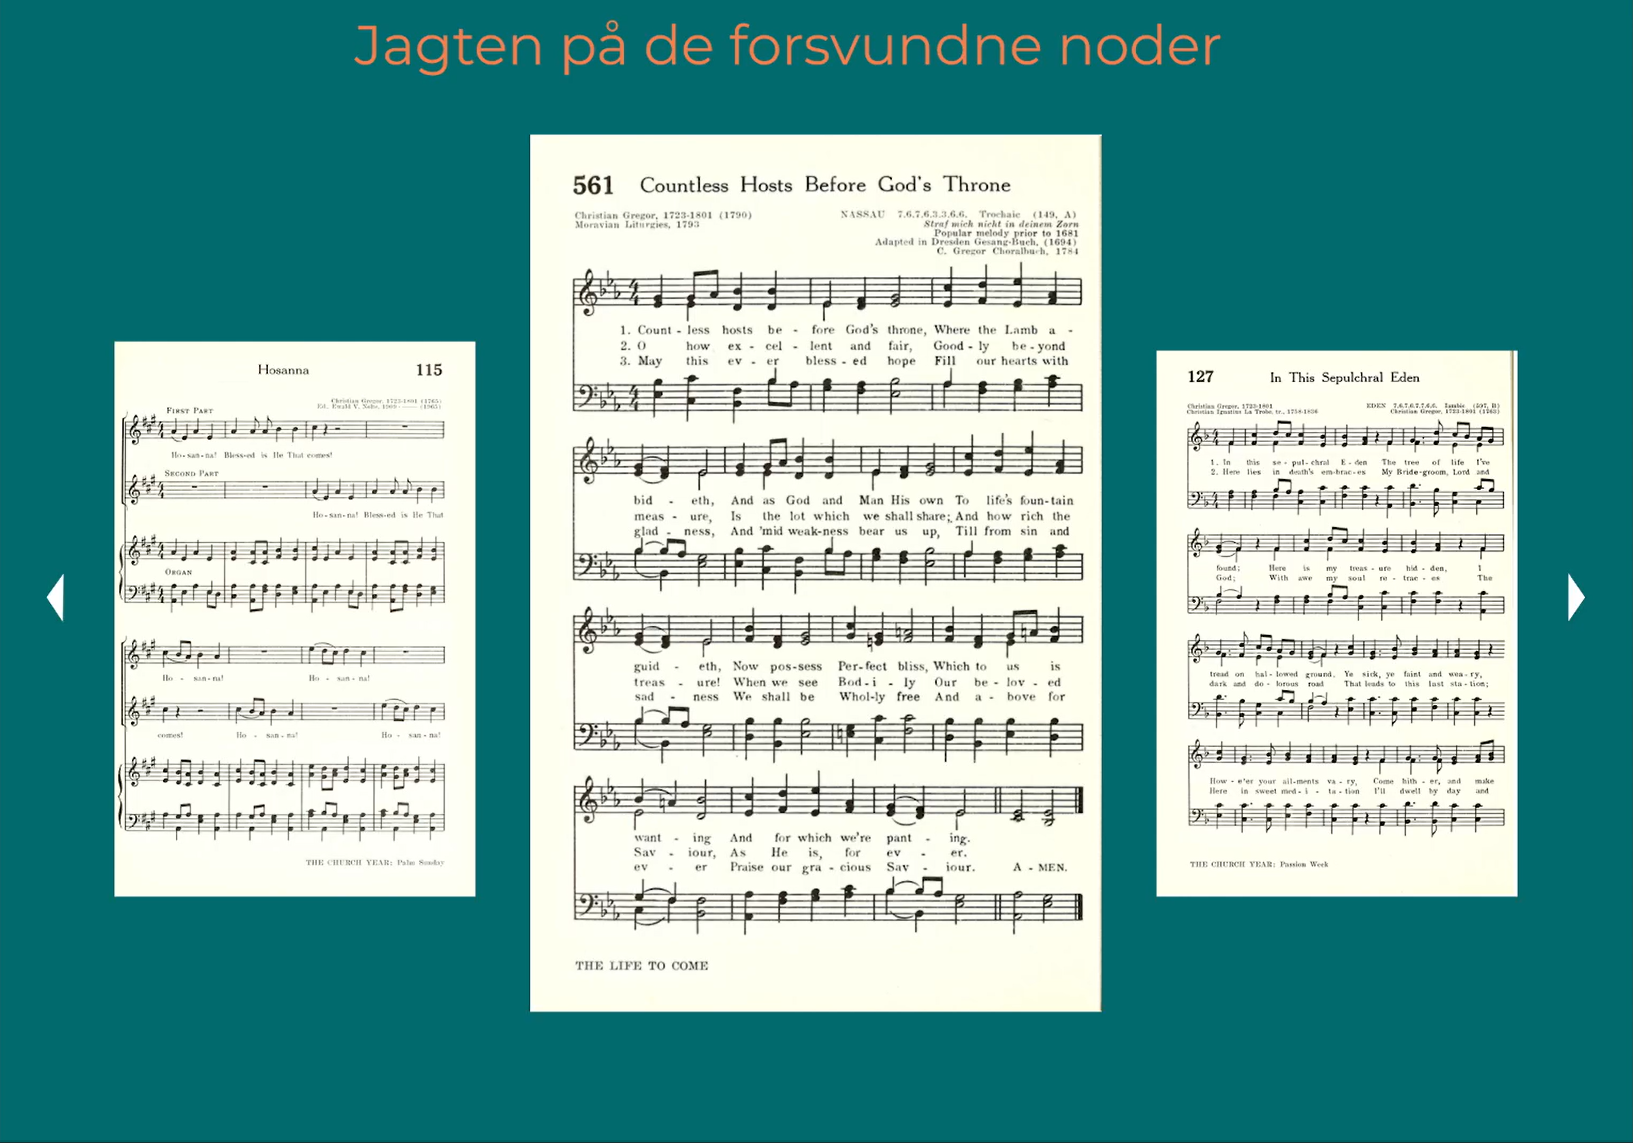 Jagten på de forsvundne noder
Hosanna 115
Christian Gregor, 1723-1801 (1765)
FIRST PART
Ho-san-na! Bless-ed is He That comes!
SECOND PART
Ho-san-na! Bless-ed is He That
ORGAN
Ho - san-na! Ho - san-na!
comes! Ho - san-na! Ho - san-na!
THE CHURCH YEAR: Palm Sunday
561 Countless Hosts Before God's Throne
Christian Gregor, 1723-1801 (1790)
Moravian Liturgies, 1793
NASSAU 7.6.7.6.3.3.6.6. Trochaic (149, A)
Straf mich nicht in deinem Zorn
Popular melody prior to 1681
Adapted in Dresden Gesang-Buch, (1694)
C. Gregor Choralbuch, 1784
1. Count - less hosts be - fore God's throne, Where the Lamb a -
2. O how ex - cel - lent and fair, Good - ly be - yond
3. May this ev - er bless - ed hope Fill our hearts with
bid - eth, And as God and Man His own To life's foun-tain
meas - ure, Is the lot which we shall share; And how rich the
glad - ness, And 'mid weak-ness bear us up, Till from sin and
guid - eth, Now pos-sess Per-fect bliss, Which to us is
treas - ure! When we see Bod - i - ly Our be - lov - ed
sad - ness We shall be Whol-ly free And a - bove for
want - ing And for which we're pant - ing.
Sav - iour, As He is, for ev - er.
ev - er Praise our gra - cious Sav - iour. A - MEN.
THE LIFE TO COME
127 In This Sepulchral Eden
Christian Gregor, 1723-1801
Christian Ignatius La Trobe, tr., 1758-1836
EDEN 7.6.7.6.7.7.6.6. Iambic (597, B)
Christian Gregor, 1723-1801 (1763)
1. In this se - pul - chral E - den The tree of life I've
2. Here lies in death's em-brac - es My Bride-groom, Lord and
found; Here is my treas - ure hid - den, I
God; With awe my soul re - trac - es The
tread on hal - lowed ground. Ye sick, ye faint and wea - ry,
dark and do - lorous road That leads to this last sta - tion;
How - e'er your ail-ments va - ry, Come hith - er, and make
Here in sweet med - i - ta - tion I'll dwell by day and
THE CHURCH YEAR: Passion Week